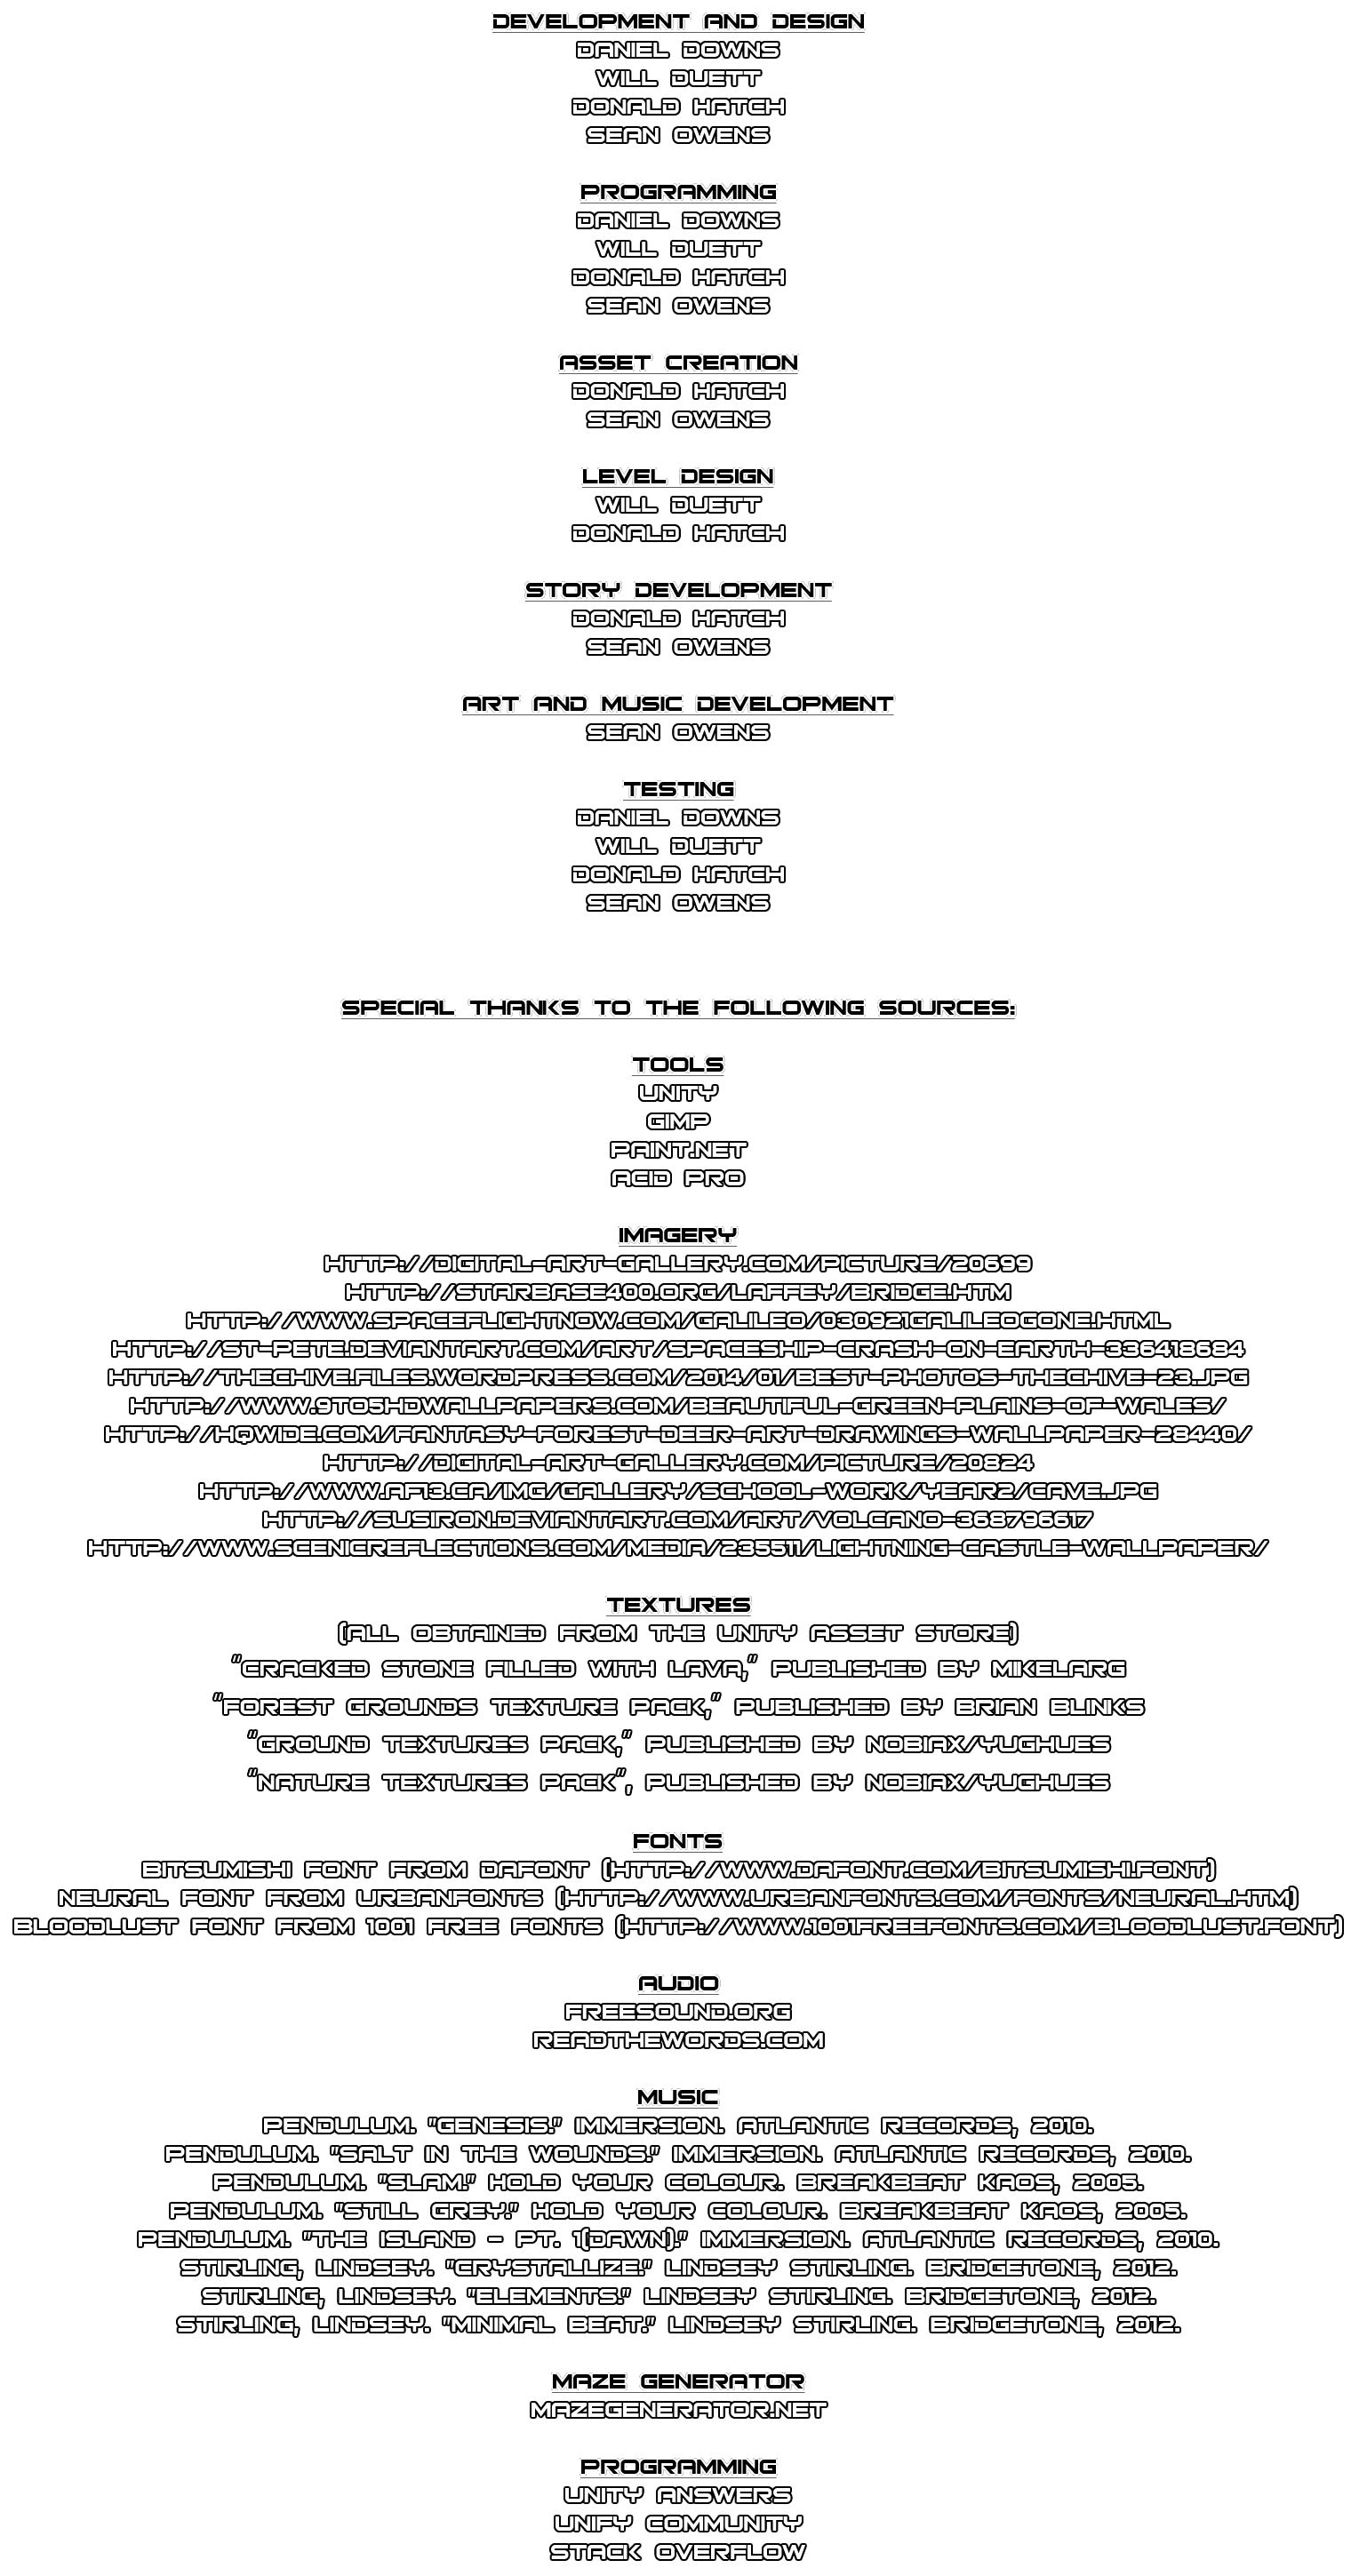 DEVELOPMENT AND DESIGN
DANIEL DOWNS
WILL DUETT
DONALD HATCH
SEAN OWENS
PROGRAMMING
DANIEL DOWNS
WILL DUETT
DONALD HATCH
SEAN OWENS
ASSET CREATION
DONALD HATCH
SEAN OWENS
LEVEL DESIGN
WILL DUETT
DONALD HATCH
STORY DEVELOPMENT
DONALD HATCH
SEAN OWENS
ART AND MUSIC DEVELOPMENT
SEAN OWENS
TESTING
DANIEL DOWNS
WILL DUETT
DONALD HATCH
SEAN OWENS
SPECIAL THANKS TO THE FOLLOWING SOURCES:
TOOLS
UNITY
GIMP
PAINT.NET
ACID PRO
IMAGERY
HTTP://DIGITAL-ART-GALLERY.COM/PICTURE/20699
HTTP://STARBASE400.ORG/LAFFEY/BRIDGE.HTM
HTTP://WWW.SPACEFLIGHTNOW.COM/GALILEO/030921GALILEOGONE.HTML
HTTP://ST-PETE.DEVIANTART.COM/ART/SPACESHIP-CRASH-ON-EARTH-336418684
HTTP://THECHIVE.FILES.WORDPRESS.COM/2014/01/BEST-PHOTOS-THECHIVE-23.JPG
HTTP://WWW.9TO5HDWALLPAPERS.COM/BEAUTIFUL-GREEN-PLAINS-OF-WALES/
HTTP://HQWIDE.COM/FANTASY-FOREST-DEER-ART-DRAWINGS-WALLPAPER-28440/
HTTP://DIGITAL-ART-GALLERY.COM/PICTURE/20824
HTTP://WWW.AF13.CA/IMG/GALLERY/SCHOOL-WORK/YEAR2/CAVE.JPG
HTTP://SUSIRON.DEVIANTART.COM/ART/VOLCANO-368796617
HTTP://WWW.SCENICREFLECTIONS.COM/MEDIA/235511/LIGHTNING-CASTLE-WALLPAPER/
TEXTURES
(ALL OBTAINED FROM THE UNITY ASSET STORE)
"CRACKED STONE FILLED WITH LAVA," PUBLISHED BY MIIKELARG
"FOREST GROUNDS TEXTURE PACK," PUBLISHED BY BRIAN BLINKS
"GROUND TEXTURES PACK," PUBLISHED BY NOBIAX/YUGHUES
"NATURE TEXTURES PACK", PUBLISHED BY NOBIAX/YUGHUES
FONTS
BITSUMISHI FONT FROM DAFONT (HTTP://WWW.DAFONT.COM/BITSUMISHI.FONT)
NEURAL FONT FROM URBANFONTS (HTTP://WWW.URBANFONTS.COM/FONTS/NEURAL.HTM)
BLOODLUST FONT FROM 1001 FREE FONTS (HTTP://WWW.1001FREEFONTS.COM/BLOODLUST.FONT)
AUDIO
FREESOUND.ORG
READTHEWORDS.COM
MUSIC
PENDULUM. "GENESIS." IMMERSION. ATLANTIC RECORDS, 2010.
PENDULUM. "SALT IN THE WOUNDS." IMMERSION. ATLANTIC RECORDS, 2010.
PENDULUM. "SLAM." HOLD YOUR COLOUR. BREAKBEAT KAOS, 2005.
PENDULUM. "STILL GREY." HOLD YOUR COLOUR. BREAKBEAT KAOS, 2005.
PENDULUM. "THE ISLAND - PT. 1(DAWN)." IMMERSION. ATLANTIC RECORDS, 2010.
STIRLING, LINDSEY. "CRYSTALLIZE." LINDSEY STIRLING. BRIDGETONE, 2012.
STIRLING, LINDSEY. "ELEMENTS." LINDSEY STIRLING. BRIDGETONE, 2012.
STIRLING, LINDSEY. "MINIMAL BEAT." LINDSEY STIRLING. BRIDGETONE, 2012.
MAZE GENERATOR
MAZEGENERATOR.NET
PROGRAMMING
UNITY ANSWERS
UNIFY COMMUNITY
STACK OVERFLOW